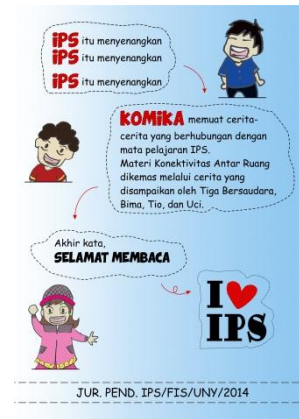 iPS itu menyenangkan
iPS itu menyenangkan
iPS itu menyenangkan
KOMiKA memuat cerita-
cerita yang berhubungan dengan
mata pelajaran IPS.
Materi Konektivitas Antar Ruang
dikemas melalui cerita yang
disampaikan oleh Tiga Bersaudara,
Bima, Tio, dan Uci.
Akhir kata,
SELAMAT MEMBACA
I
IPS
JUR. PEND. IPS/FIS/UNY/2014